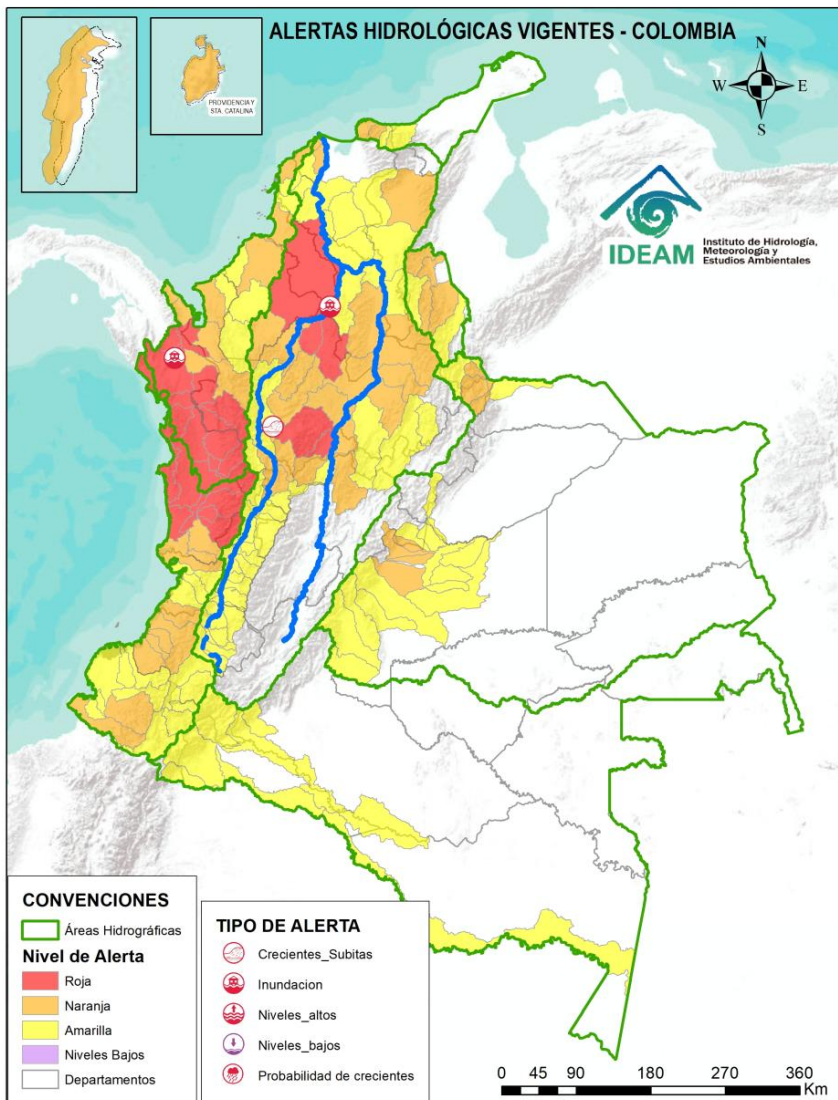 ALERTAS HIDROLÓGICAS VIGENTES - COLOMBIA
PROVIDENCIA Y
STA. CATALINA
N
W
E
S
IDEAM
Instituto de Hidrología,
Meteorología y
Estudios Ambientales
CONVENCIONES
Áreas Hidrográficas
Nivel de Alerta
Roja
Naranja
Amarilla
Niveles Bajos
Departamentos
TIPO DE ALERTA
Crecientes_Subitas
Inundacion
Niveles_altos
Niveles_bajos
Probabilidad de crecientes
0 45 90 180 270 360
Km